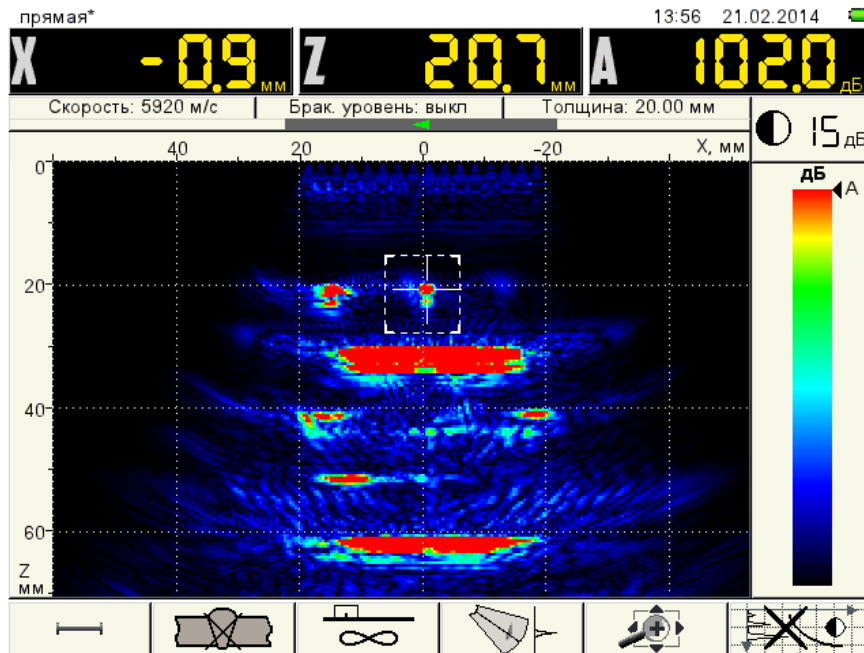 прямая* 13:56 21.02.2014
X -0.9 мм Z 20.7 мм A 102.0 дБ
Скорость: 5920 м/с Брак. уровень: выкл Толщина: 20.00 мм
15 дБ
40 20 0 -20 X, мм
0
дБ
A
20
40
60
Z
мм